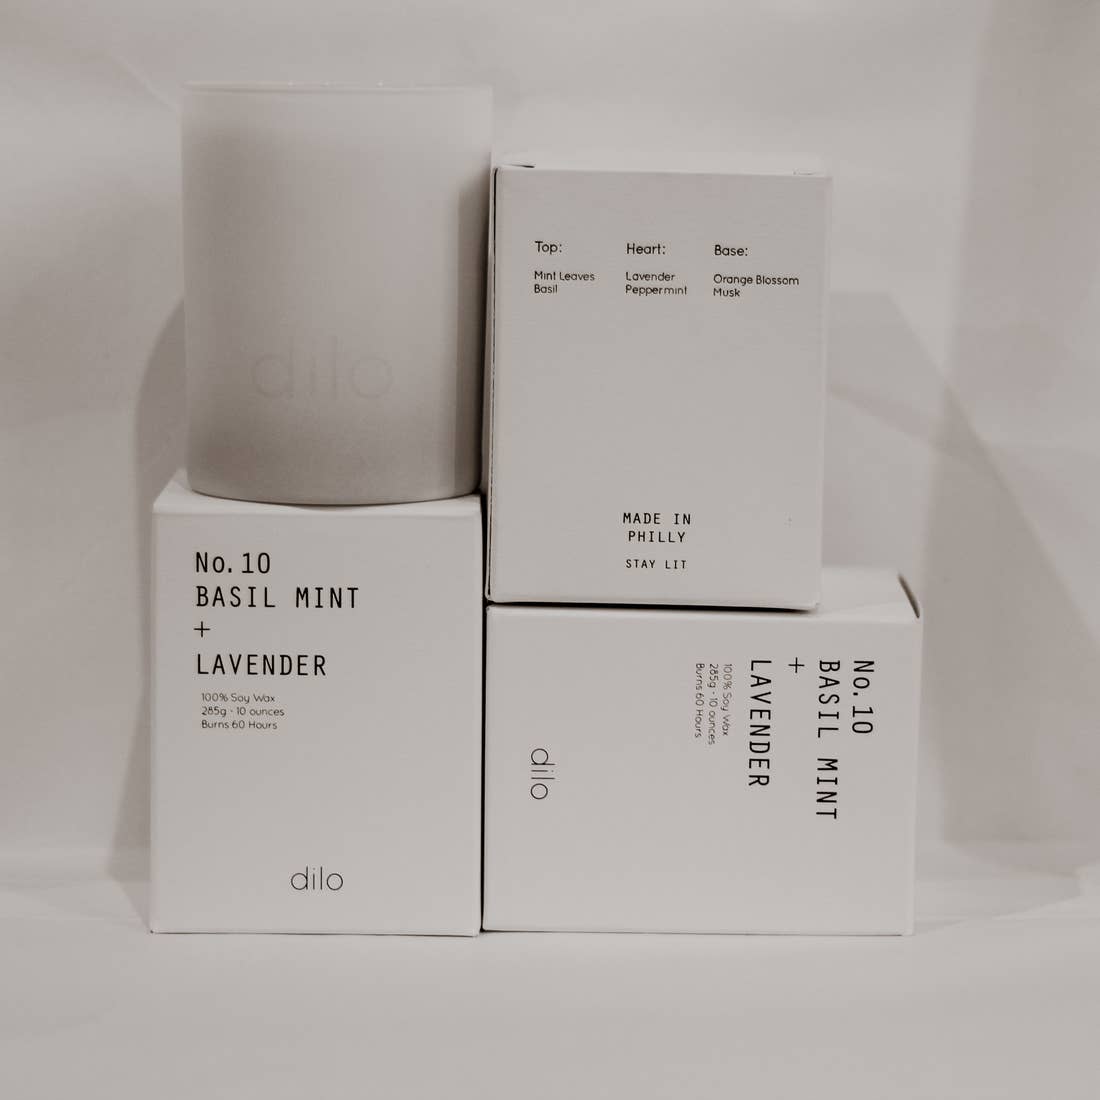 dilo
Top:
Mint Leaves
Basil
Heart:
Lavender
Peppermint
Base:
Orange Blossom
Musk
MADE IN
PHILLY
STAY LIT
No.10
BASIL MINT
+
LAVENDER
100% Soy Wax
285g · 10 ounces
Burns 60 Hours
dilo
No.10
BASIL MINT
+
LAVENDER
100% Soy Wax
285g · 10 ounces
Burns 60 Hours
dilo